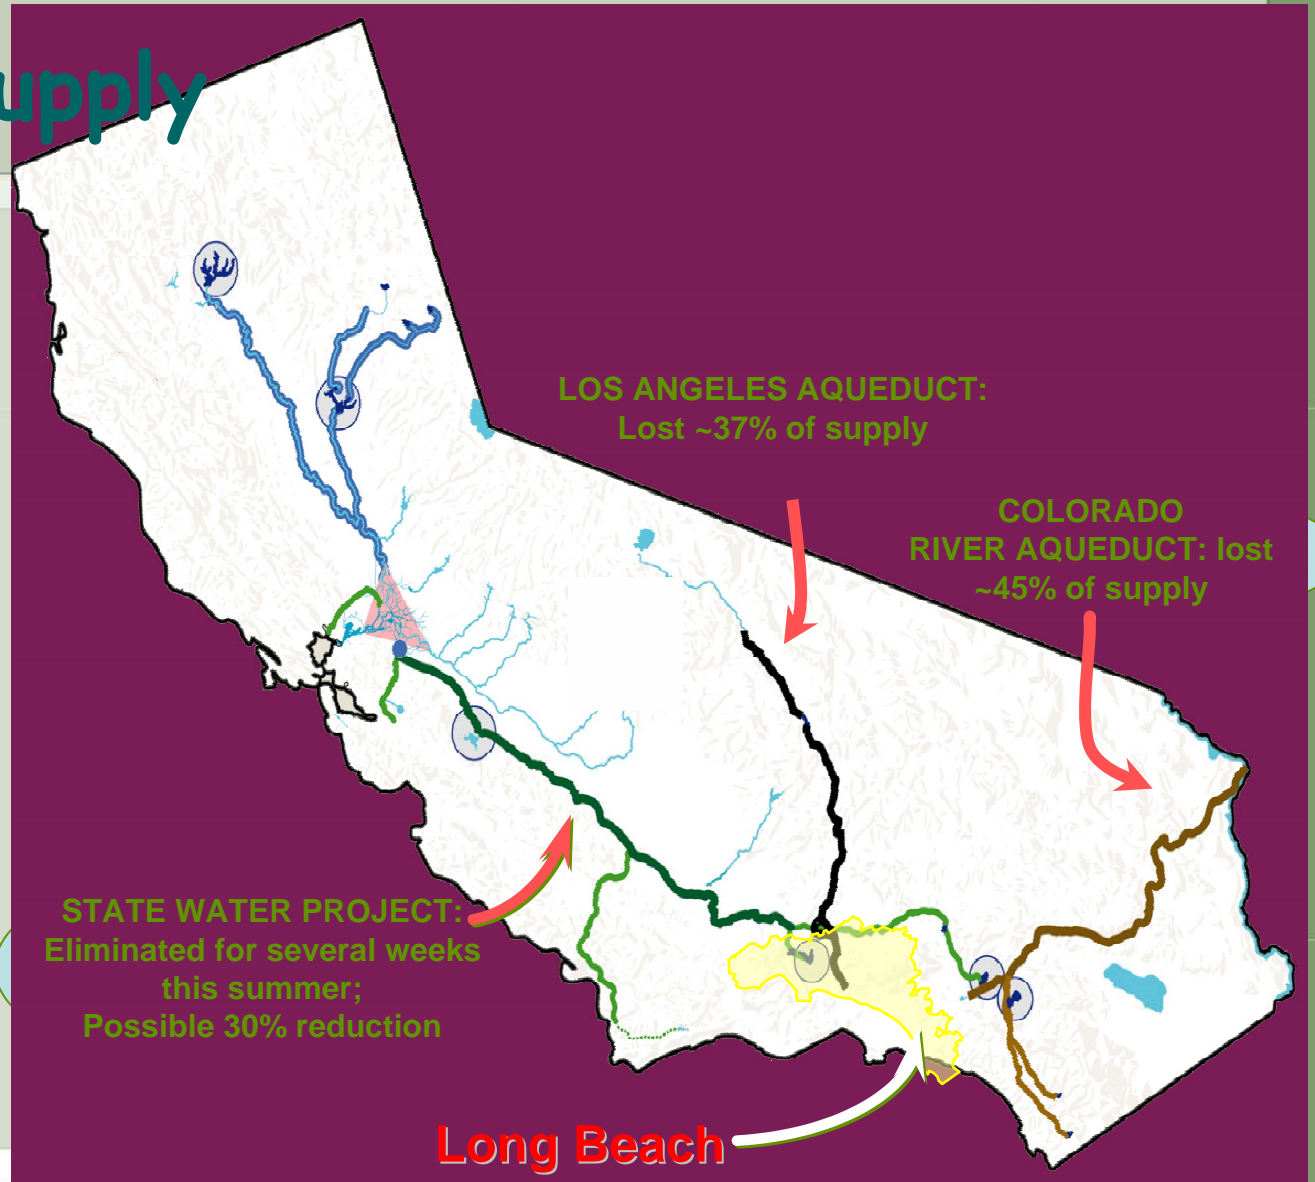 upply
LOS ANGELES AQUEDUCT:
Lost ~37% of supply
COLORADO
RIVER AQUEDUCT: lost
~45% of supply
STATE WATER PROJECT:
Eliminated for several weeks
this summer;
Possible 30% reduction
Long Beach